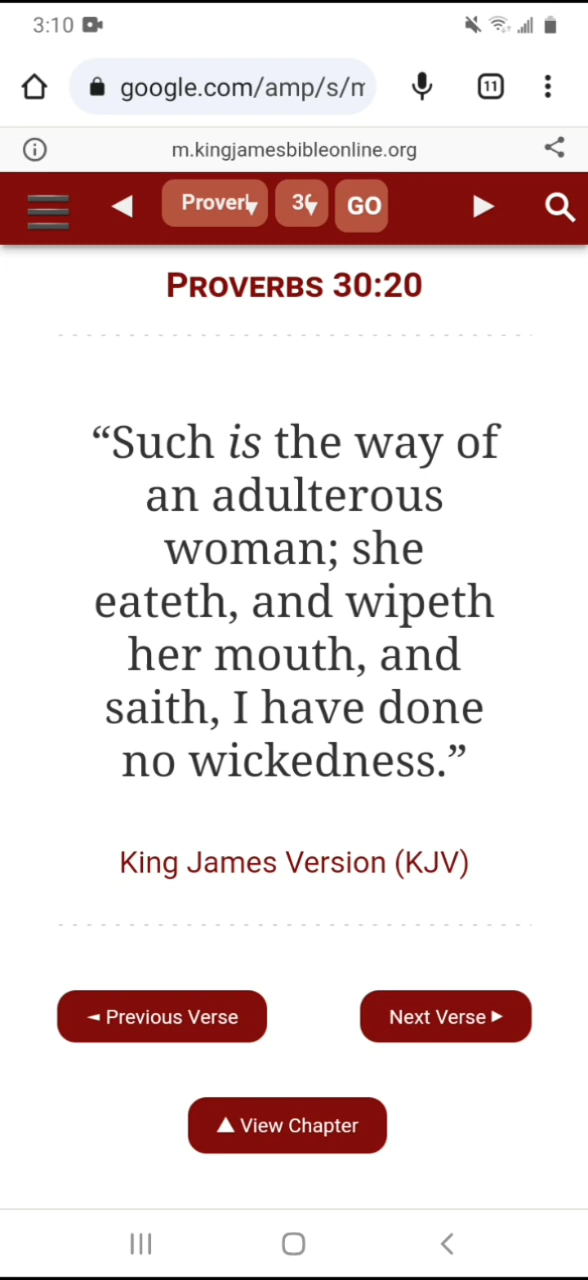 3:10
google.com/amp/s/m
11
m.kingjamesbibleonline.org
Proverb
GO
PROVERBS 30:20
“Such is the way of
an adulterous
woman; she
eateth, and wipeth
her mouth, and
saith, I have done
no wickedness.”
King James Version (KJV)
◄ Previous Verse
Next Verse ►
▲ View Chapter